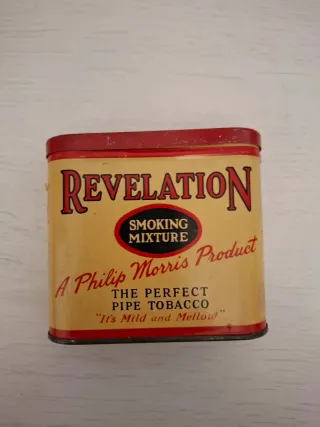 REVELATION
SMOKING
MIXTURE
A Philip Morris Product
THE PERFECT
PIPE TOBACCO
"It's Mild and Mellow"